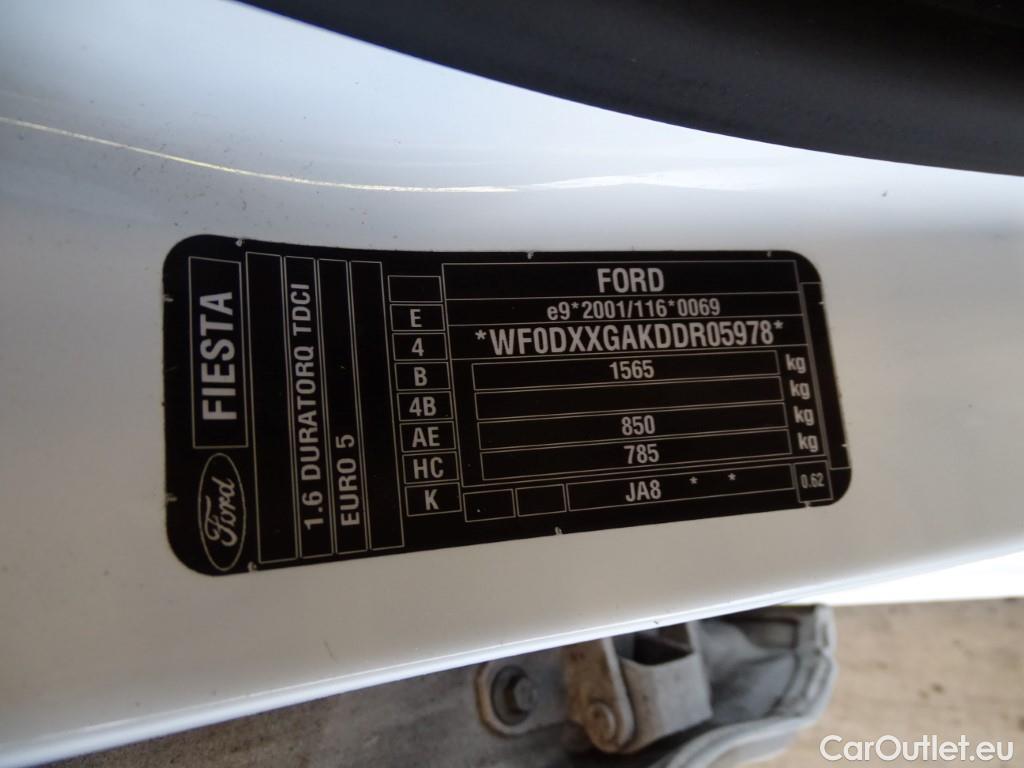 FIESTA
Ford
1.6 DURATORQ TDCI
EURO 5
FORD
E e9*2001/116*0069
4 *WF0DXXGAKDDR05978*
B 1565 kg
4B kg
AE 850 kg
HC 785 kg
K JA8 * * 0.62
CarOutlet.eu